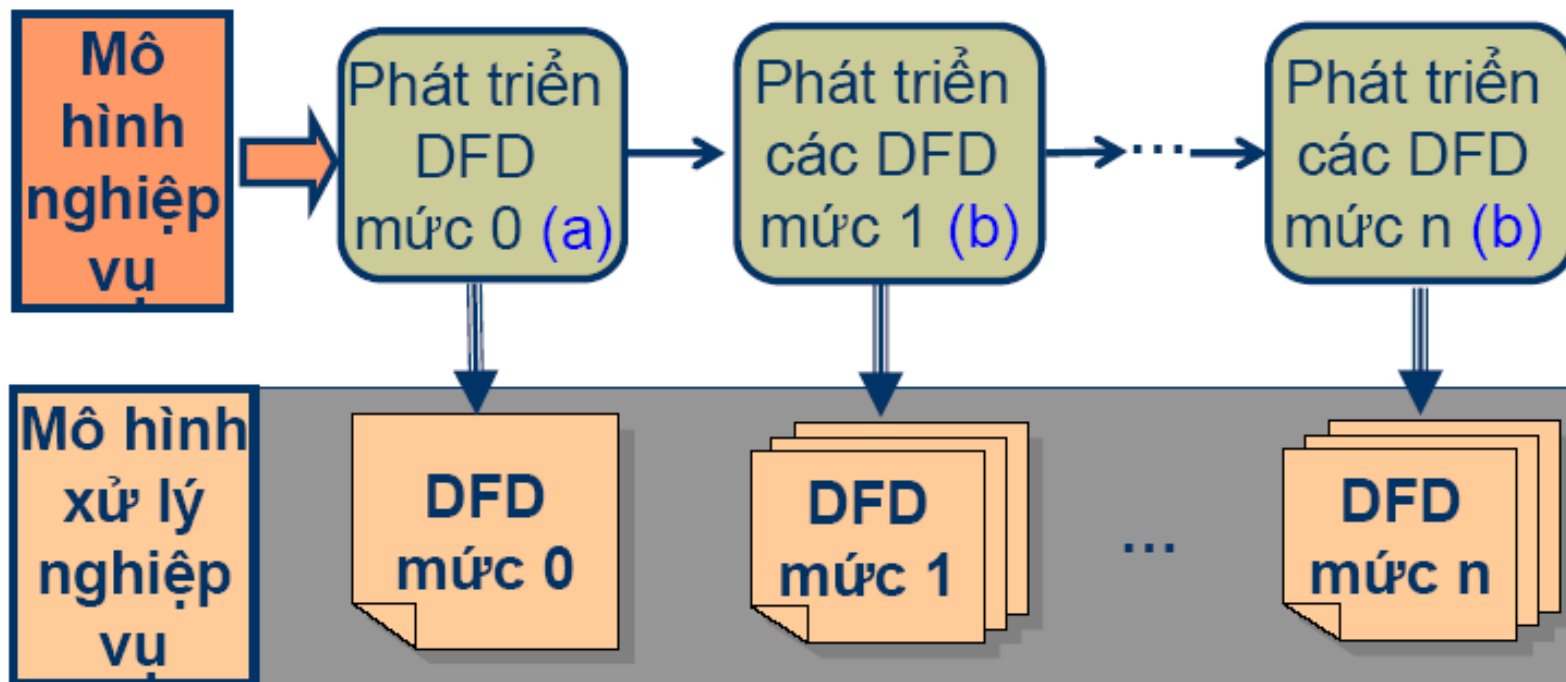 Mô
hình
nghiệp
vụ
Phát triển
DFD
mức 0 (a)
Phát triển
các DFD
mức 1 (b)
...
Phát triển
các DFD
mức n (b)
Mô hình
xử lý
nghiệp
vụ
DFD
mức 0
DFD
mức 1
...
DFD
mức n